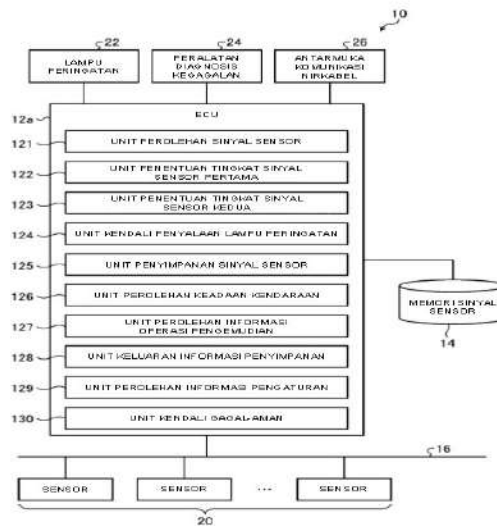 10
22
24
26
LAMPU
PERINGATAN
PERALATAN
DIAGNOSIS
KEGAGALAN
ANTARMUKA
KOMUNIKASI
NIRKABEL
12a
ECU
121
UNIT PEROLEHAN SINYAL SENSOR
122
UNIT PENENTUAN TINGKAT SINYAL
SENSOR PERTAMA
123
UNIT PENENTUAN TINGKAT SINYAL
SENSOR KEDUA
124
UNIT KENDALI PENYALAAN LAMPU PERINGATAN
125
UNIT PENYIMPANAN SINYAL SENSOR
126
UNIT PEROLEHAN KEADAAN KENDARAAN
127
UNIT PEROLEHAN INFORMASI
OPERASI PENGEMUDIAN
128
UNIT KELUARAN INFORMASI PENYIMPANAN
129
UNIT PEROLEHAN INFORMASI PENGATURAN
130
UNIT KENDALI GAGAL AMAN
MEMORI SINYAL
SENSOR
14
16
SENSOR
SENSOR
...
SENSOR
20